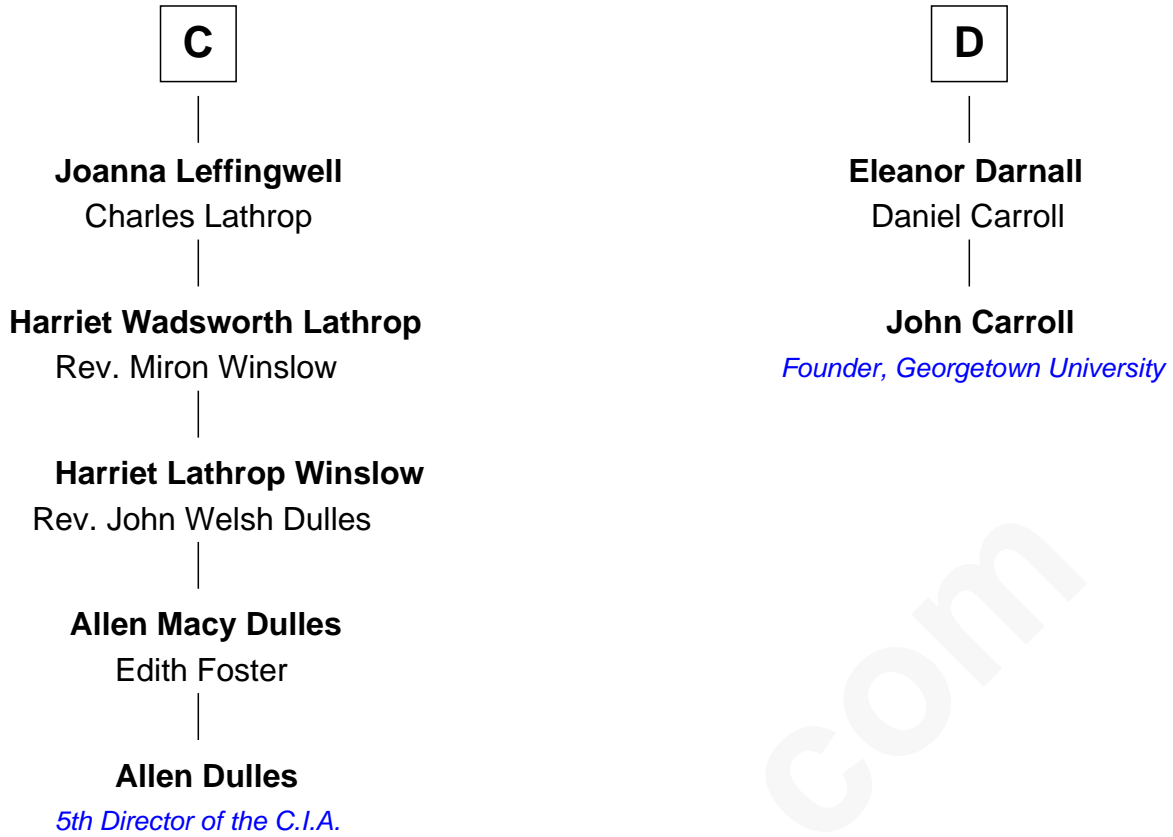 C
Joanna Leffingwell
Charles Lathrop
Harriet Wadsworth Lathrop
Rev. Miron Winslow
Harriet Lathrop Winslow
Rev. John Welsh Dulles
Allen Macy Dulles
Edith Foster
Allen Dulles
5th Director of the C.I.A.
D
Eleanor Darnall
Daniel Carroll
John Carroll
Founder, Georgetown University
com